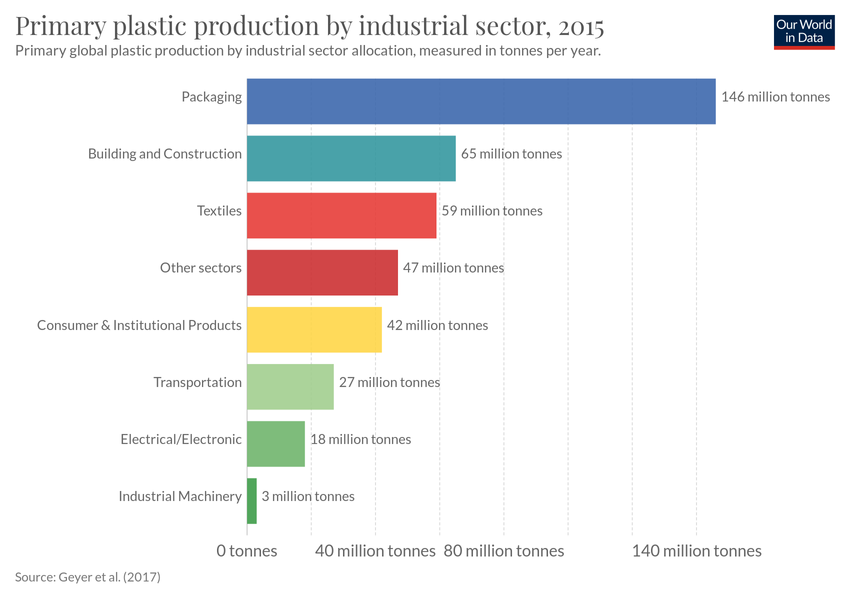 Primary plastic production by industrial sector, 2015
Our World
in Data
Primary global plastic production by industrial sector allocation, measured in tonnes per year.
Packaging 146 million tonnes
Building and Construction 65 million tonnes
Textiles 59 million tonnes
Other sectors 47 million tonnes
Consumer & Institutional Products 42 million tonnes
Transportation 27 million tonnes
Electrical/Electronic 18 million tonnes
Industrial Machinery 3 million tonnes
0 tonnes 40 million tonnes 80 million tonnes 140 million tonnes
Source: Geyer et al. (2017)